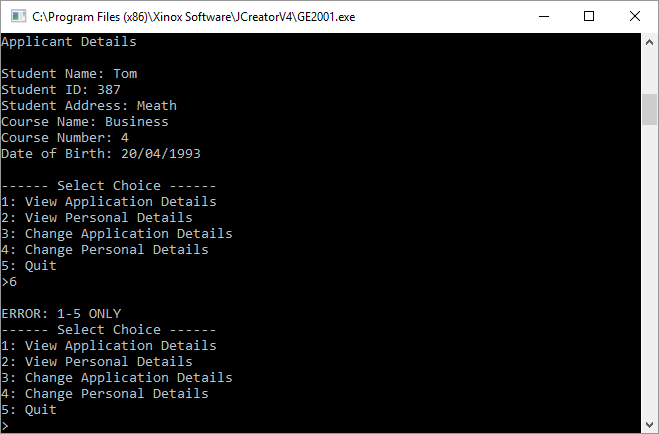 C:\Program Files (x86)\Xinox Software\JCreatorV4\GE2001.exe
Applicant Details
Student Name: Tom
Student ID: 387
Student Address: Meath
Course Name: Business
Course Number: 4
Date of Birth: 20/04/1993
------ Select Choice ------
1: View Application Details
2: View Personal Details
3: Change Application Details
4: Change Personal Details
5: Quit
>6
ERROR: 1-5 ONLY
------ Select Choice ------
1: View Application Details
2: View Personal Details
3: Change Application Details
4: Change Personal Details
5: Quit
>